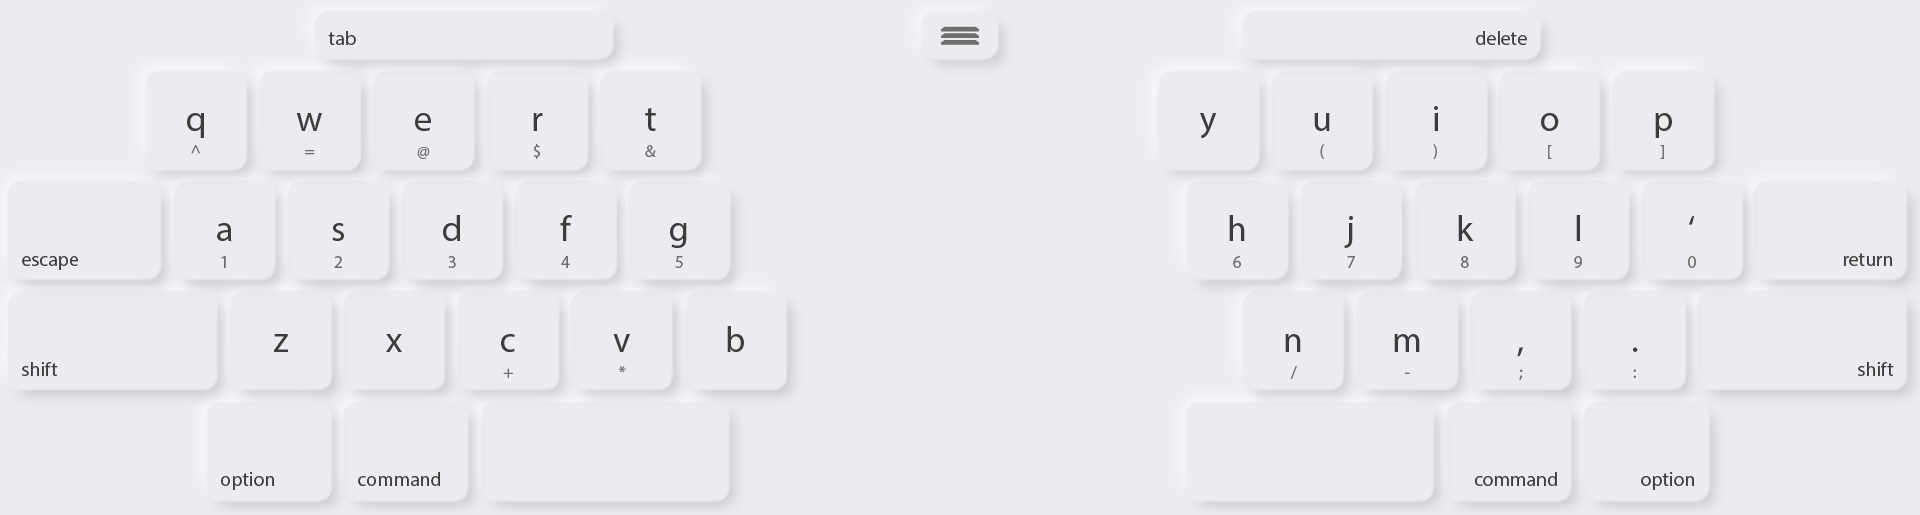 tab delete
q w e r t y u i o p
^ = @ $ & ( ) [ ]
a s d f g h j k l ‘
escape 1 2 3 4 5 6 7 8 9 0 return
z x c v b n m , .
shift + * / - ; : shift
option command command option